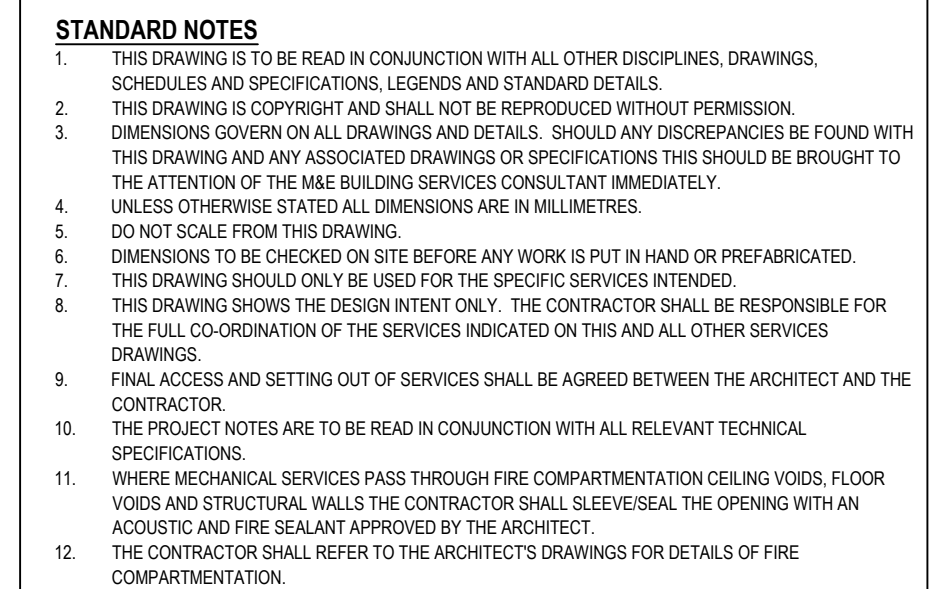 STANDARD NOTES
1. THIS DRAWING IS TO BE READ IN CONJUNCTION WITH ALL OTHER DISCIPLINES, DRAWINGS,
SCHEDULES AND SPECIFICATIONS, LEGENDS AND STANDARD DETAILS.
2. THIS DRAWING IS COPYRIGHT AND SHALL NOT BE REPRODUCED WITHOUT PERMISSION.
3. DIMENSIONS GOVERN ON ALL DRAWINGS AND DETAILS. SHOULD ANY DISCREPANCIES BE FOUND WITH
THIS DRAWING AND ANY ASSOCIATED DRAWINGS OR SPECIFICATIONS THIS SHOULD BE BROUGHT TO
THE ATTENTION OF THE M&E BUILDING SERVICES CONSULTANT IMMEDIATELY.
4. UNLESS OTHERWISE STATED ALL DIMENSIONS ARE IN MILLIMETRES.
5. DO NOT SCALE FROM THIS DRAWING.
6. DIMENSIONS TO BE CHECKED ON SITE BEFORE ANY WORK IS PUT IN HAND OR PREFABRICATED.
7. THIS DRAWING SHOULD ONLY BE USED FOR THE SPECIFIC SERVICES INTENDED.
8. THIS DRAWING SHOWS THE DESIGN INTENT ONLY. THE CONTRACTOR SHALL BE RESPONSIBLE FOR
THE FULL CO-ORDINATION OF THE SERVICES INDICATED ON THIS AND ALL OTHER SERVICES
DRAWINGS.
9. FINAL ACCESS AND SETTING OUT OF SERVICES SHALL BE AGREED BETWEEN THE ARCHITECT AND THE
CONTRACTOR.
10. THE PROJECT NOTES ARE TO BE READ IN CONJUNCTION WITH ALL RELEVANT TECHNICAL
SPECIFICATIONS.
11. WHERE MECHANICAL SERVICES PASS THROUGH FIRE COMPARTMENTATION CEILING VOIDS, FLOOR
VOIDS AND STRUCTURAL WALLS THE CONTRACTOR SHALL SLEEVE/SEAL THE OPENING WITH AN
ACOUSTIC AND FIRE SEALANT APPROVED BY THE ARCHITECT.
12. THE CONTRACTOR SHALL REFER TO THE ARCHITECT'S DRAWINGS FOR DETAILS OF FIRE
COMPARTMENTATION.